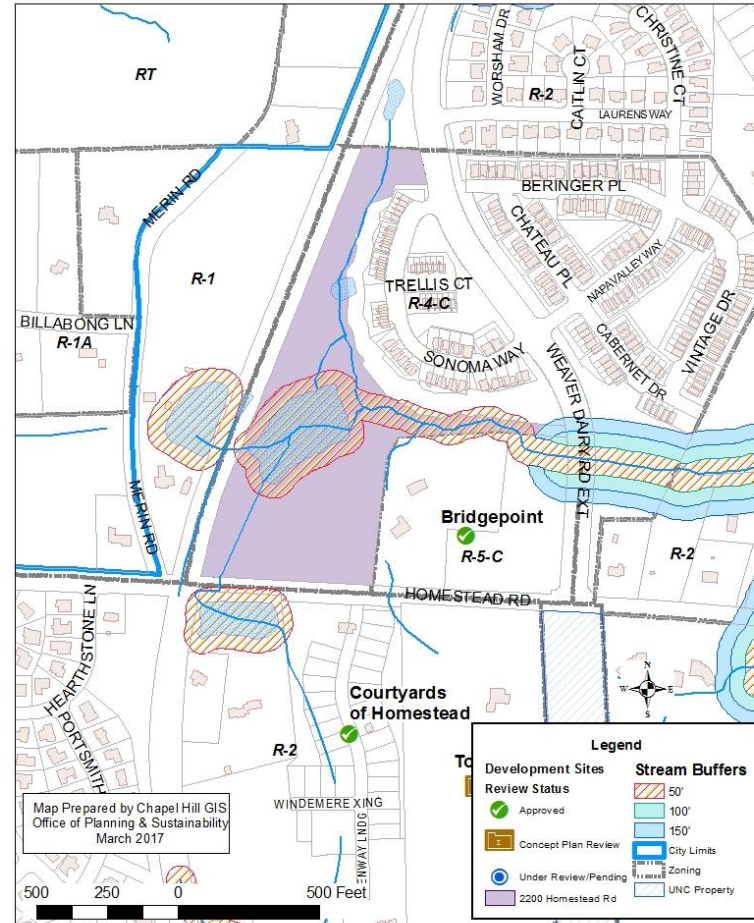 RT
WORSHAM DR
CHRISTINE CT
CAITLIN CT
R-2
LAURENS WAY
MERIN RD
BERINGER PL
CHATEAU PL
NAPA VALLEY WAY
R-1
TRELLIS CT
R-4-C
VINTAGE DR
BILLABONG LN
R-1A
SONOMA WAY
CABERNET DR
WEAVER DAIRY RD EXT
MERIN RD
Bridgepoint
R-5-C
R-2
HOMESTEAD RD
HEARTHSTONE LN
PORTSMITH
N
W E
S
Courtyards
of Homestead
R-2
To
WINDEMERE XING
ENWAY LNDG
Map Prepared by Chapel Hill GIS
Office of Planning & Sustainability
March 2017
500 250 0 500 Feet
Legend
Development Sites
Review Status
Approved
Concept Plan Review
Under Review/Pending
2200 Homestead Rd
Stream Buffers
50'
100'
150'
City Limits
Zoning
UNC Property